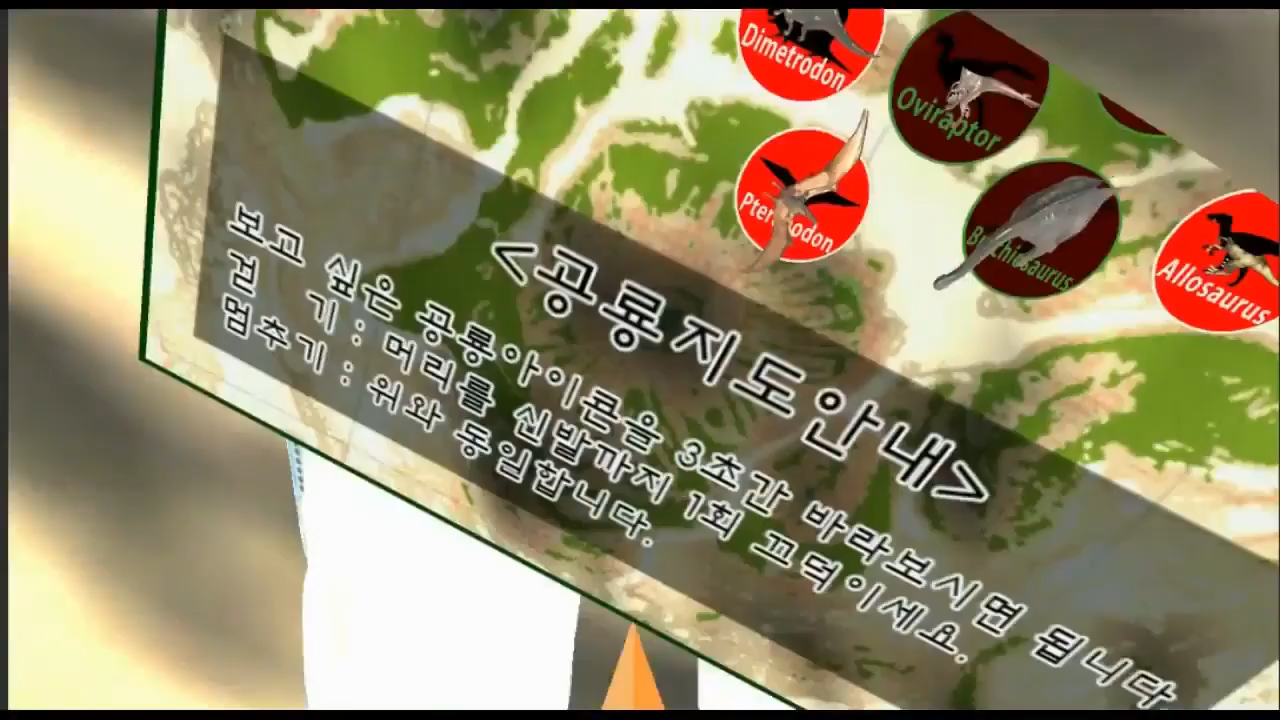 Dimetrodon
Oviraptor
Brachiosaurus
Allosaurus
<공룡지도안내>
보고 싶은 공룡아이콘을 3초간 바라보시면 됩니다
걷 기 : 머리를 신발까지 1회 끄덕이세요.
멈추기 : 위와 동일합니다.